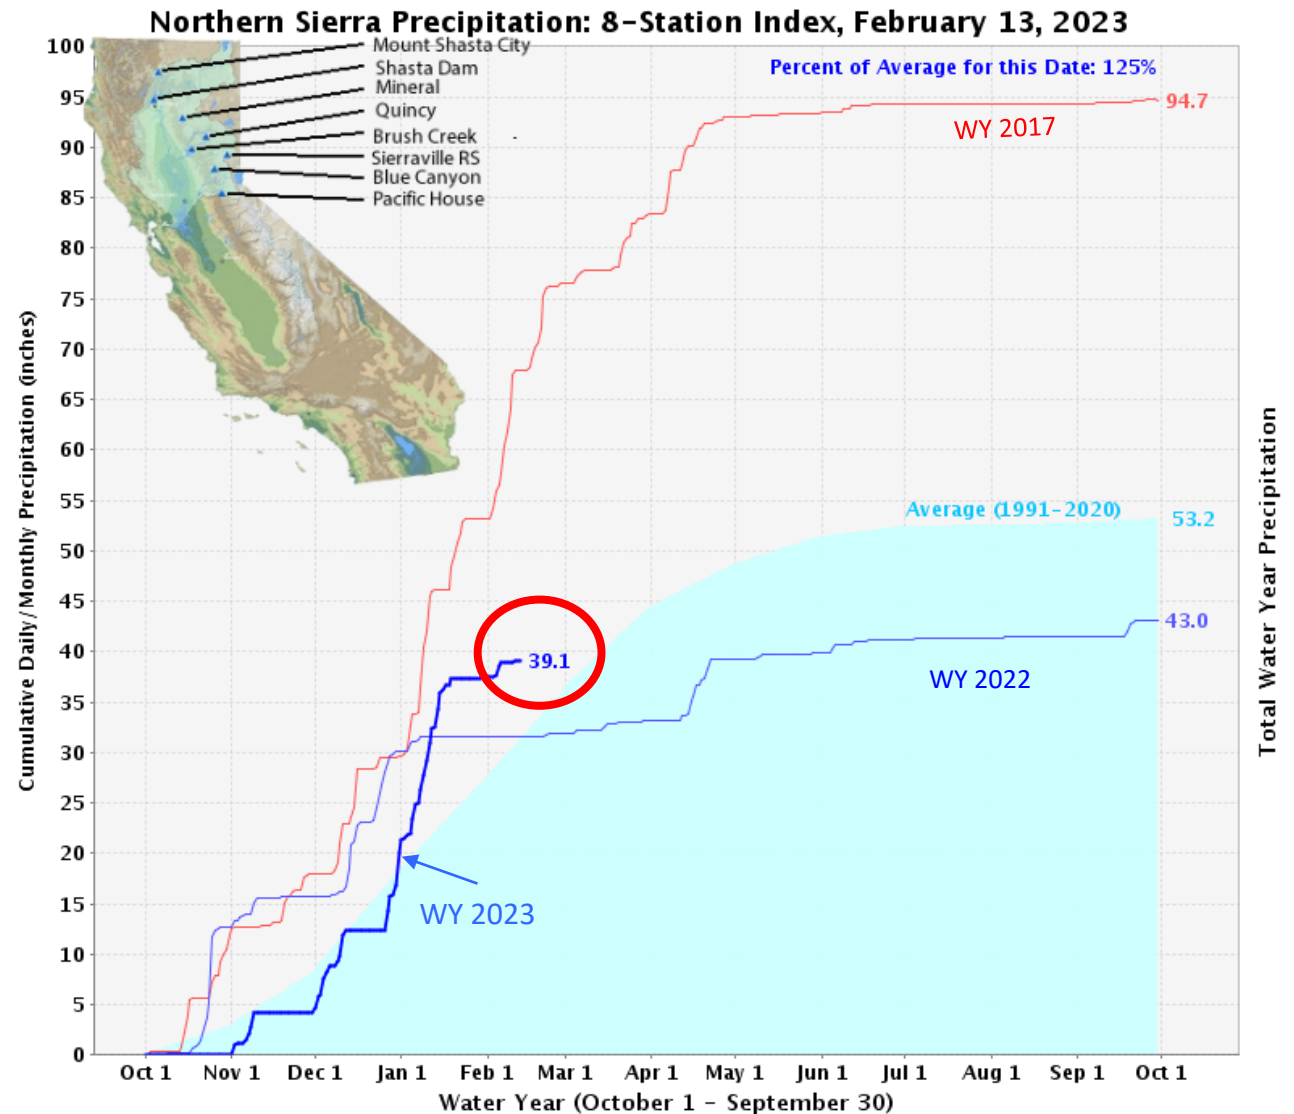 Northern Sierra Precipitation: 8-Station Index, February 13, 2023
Percent of Average for this Date: 125%
Mount Shasta City
Shasta Dam
Mineral
Quincy
Brush Creek
Sierraville RS
Blue Canyon
Pacific House
94.7
WY 2017
Average (1991-2020)
53.2
43.0
WY 2022
39.1
WY 2023
Cumulative Daily/Monthly Precipitation (inches)
100
95
90
85
80
75
70
65
60
55
50
45
40
35
30
25
20
15
10
5
0
Total Water Year Precipitation
Oct 1 Nov 1 Dec 1 Jan 1 Feb 1 Mar 1 Apr 1 May 1 Jun 1 Jul 1 Aug 1 Sep 1 Oct 1
Water Year (October 1 - September 30)